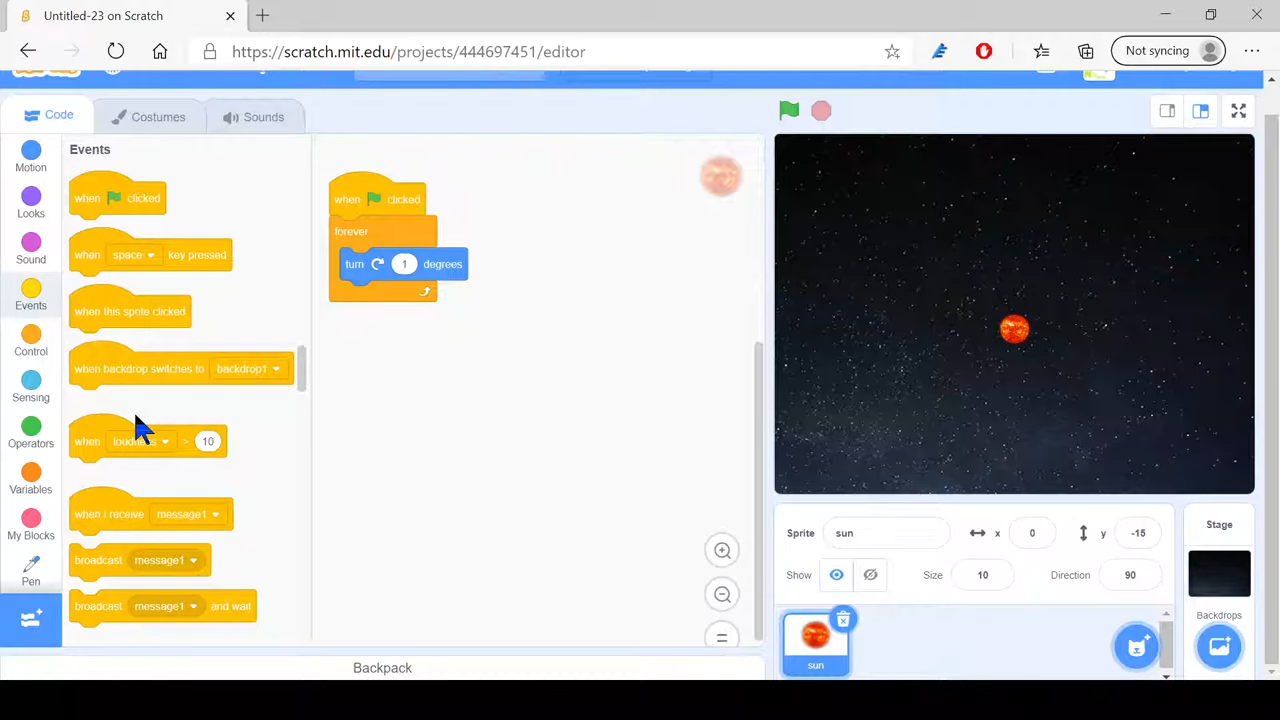 Untitled-23 on Scratch
https://scratch.mit.edu/projects/444697451/editor
Not syncing
Code
Costumes
Sounds
Motion
Looks
Sound
Events
Control
Sensing
Operators
Variables
My Blocks
Pen
Events
when clicked
when space key pressed
when this sprite clicked
when backdrop switches to backdrop1
when > 10
when I receive message1
broadcast message1
broadcast message1 and wait
when clicked
forever
turn 1 degrees
Sprite sun x 0 y -15
Show Size 10 Direction 90
sun
Stage
Backdrops
Backpack